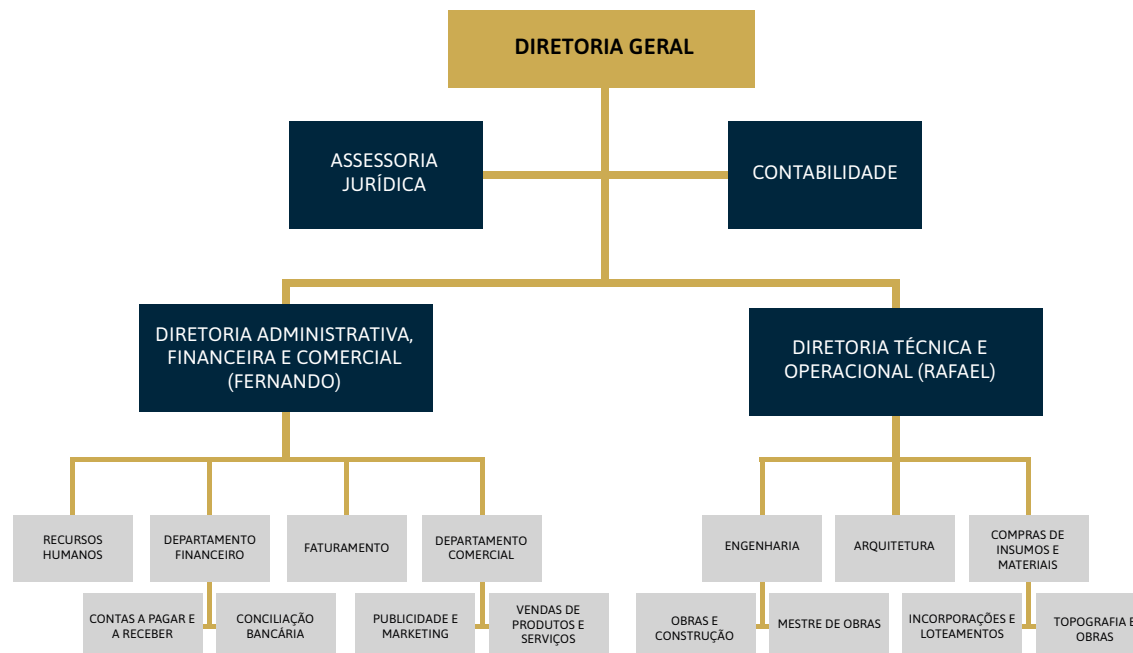 DIRETORIA GERAL
ASSESSORIA
JURÍDICA
CONTABILIDADE
DIRETORIA ADMINISTRATIVA,
FINANCEIRA E COMERCIAL
(FERNANDO)
DIRETORIA TÉCNICA E
OPERACIONAL (RAFAEL)
RECURSOS
HUMANOS
DEPARTAMENTO
FINANCEIRO
FATURAMENTO
DEPARTAMENTO
COMERCIAL
ENGENHARIA
ARQUITETURA
COMPRAS DE
INSUMOS E
MATERIAIS
CONTAS A PAGAR E
A RECEBER
CONCILIAÇÃO
BANCÁRIA
PUBLICIDADE E
MARKETING
VENDAS DE
PRODUTOS E
SERVIÇOS
OBRAS E
CONSTRUÇÃO
MESTRE DE OBRAS
INCORPORAÇÕES E
LOTEAMENTOS
TOPOGRAFIA E
OBRAS